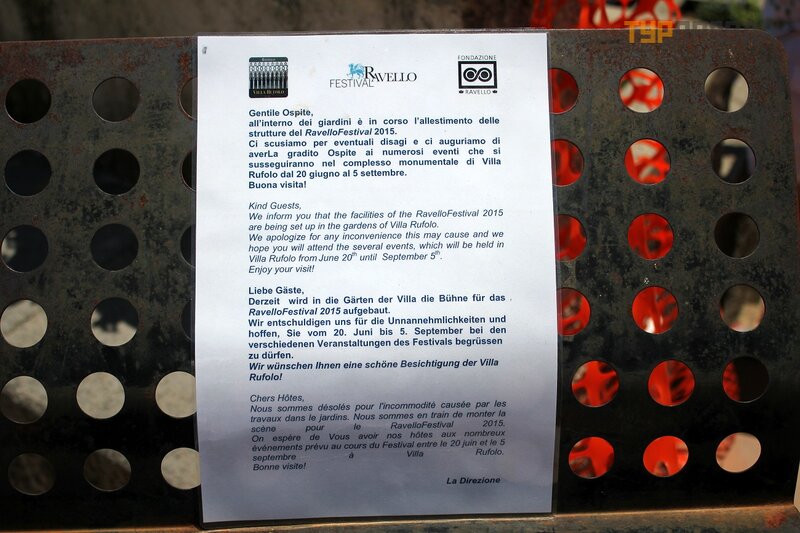 VILLA RUFOLO
RAVELLO
FESTIVAL
FONDAZIONE
RAVELLO
Gentile Ospite,
all'interno dei giardini è in corso l'allestimento delle
strutture del RavelloFestival 2015.
Ci scusiamo per eventuali disagi e ci auguriamo di
averLa gradito Ospite ai numerosi eventi che si
susseguiranno nel complesso monumentale di Villa
Rufolo dal 20 giugno al 5 settembre.
Buona visita!
Kind Guests,
We inform you that the facilities of the RavelloFestival 2015
are being set up in the gardens of Villa Rufolo.
We apologize for any inconvenience this may cause and we
hope you will attend the several events, which will be held in
Villa Rufolo from June 20th until September 5th.
Enjoy your visit!
Liebe Gäste,
Derzeit wird in die Gärten der Villa die Bühne für das
RavelloFestival 2015 aufgebaut.
Wir entschuldigen uns für die Unnannehmlichkeiten und
hoffen, Sie vom 20. Juni bis 5. September bei den
verschiedenen Veranstaltungen des Festivals begrüssen
zu dürfen.
Wir wünschen Ihnen eine schöne Besichtigung der Villa
Rufolo!
Chers Hôtes,
Nous sommes désolés pour l'incommodité causée par les
travaux dans le jardins. Nous sommes en train de monter la
scène pour le RavelloFestival 2015.
On espère de Vous avoir nos hôtes aux nombreux
événements prévu au cours du Festival entre le 20 juin et le 5
septembre à Villa Rufolo.
Bonne visite!
La Direzione